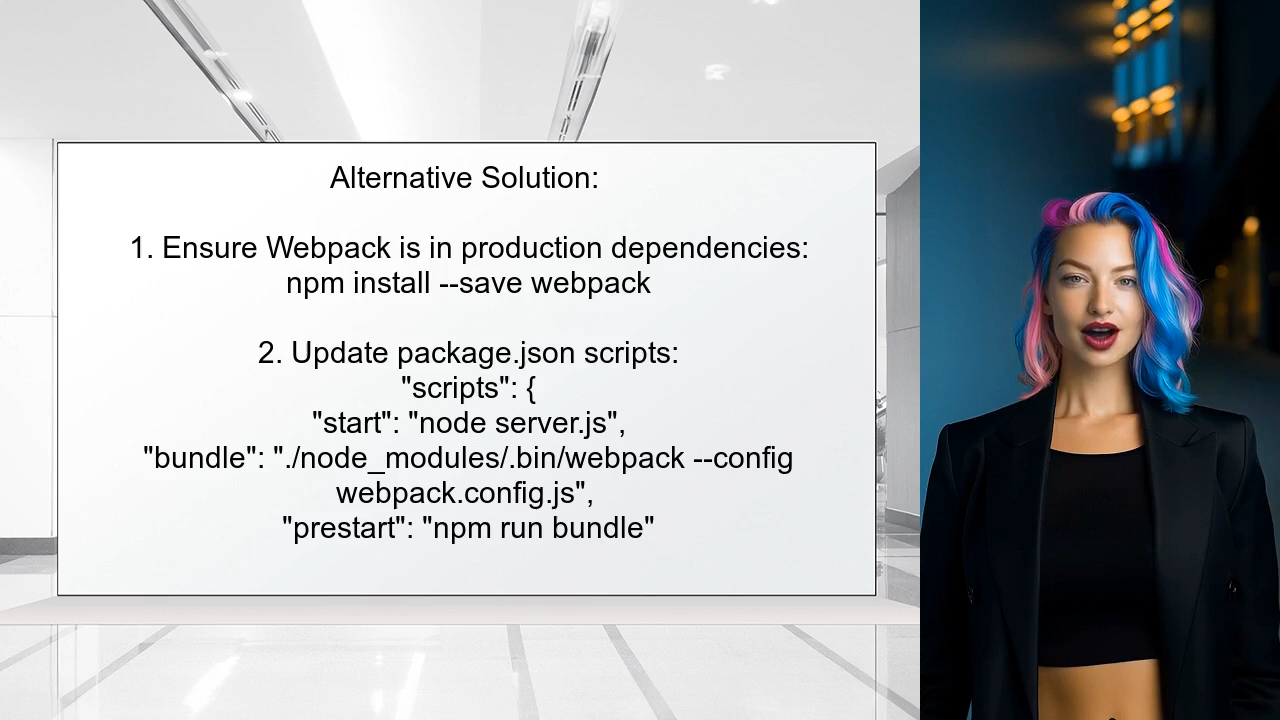 Alternative Solution:
1. Ensure Webpack is in production dependencies:
npm install --save webpack
2. Update package.json scripts:
"scripts": {
"start": "node server.js",
"bundle": "./node_modules/.bin/webpack --config
webpack.config.js",
"prestart": "npm run bundle"